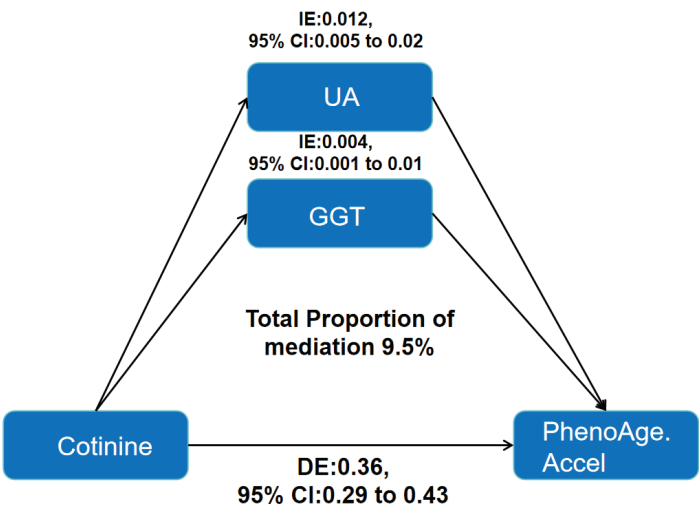 IE:0.012,
95% CI:0.005 to 0.02
UA
IE:0.004,
95% CI:0.001 to 0.01
GGT
Total Proportion of
mediation 9.5%
Cotinine
PhenoAge.
Accel
DE:0.36,
95% CI:0.29 to 0.43